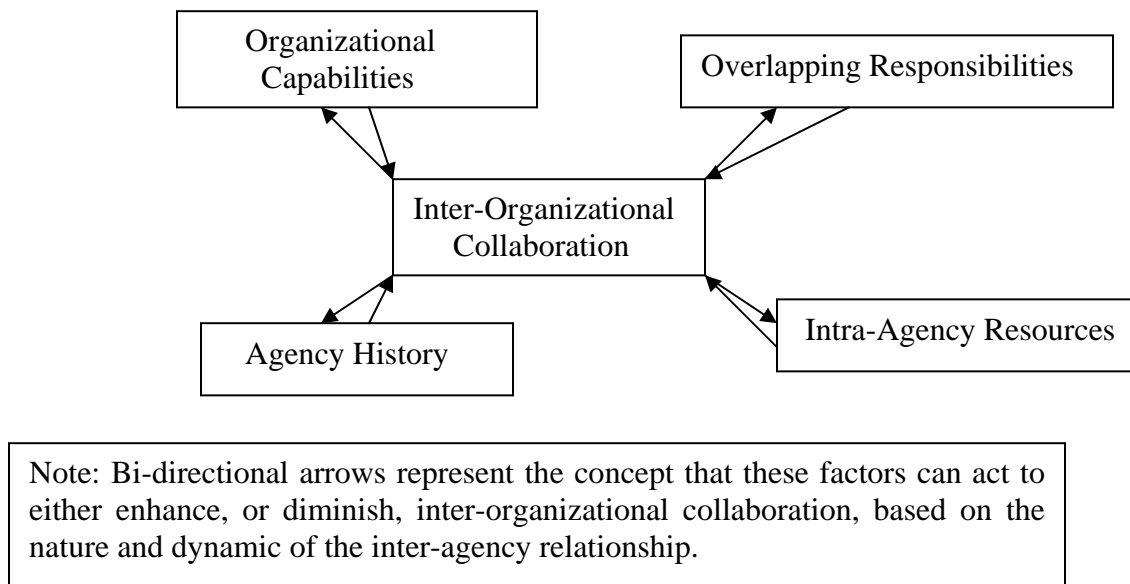 Organizational
Capabilities
Overlapping Responsibilities
Inter-Organizational
Collaboration
Agency History
Intra-Agency Resources
Note: Bi-directional arrows represent the concept that these factors can act to
either enhance, or diminish, inter-organizational collaboration, based on the
nature and dynamic of the inter-agency relationship.